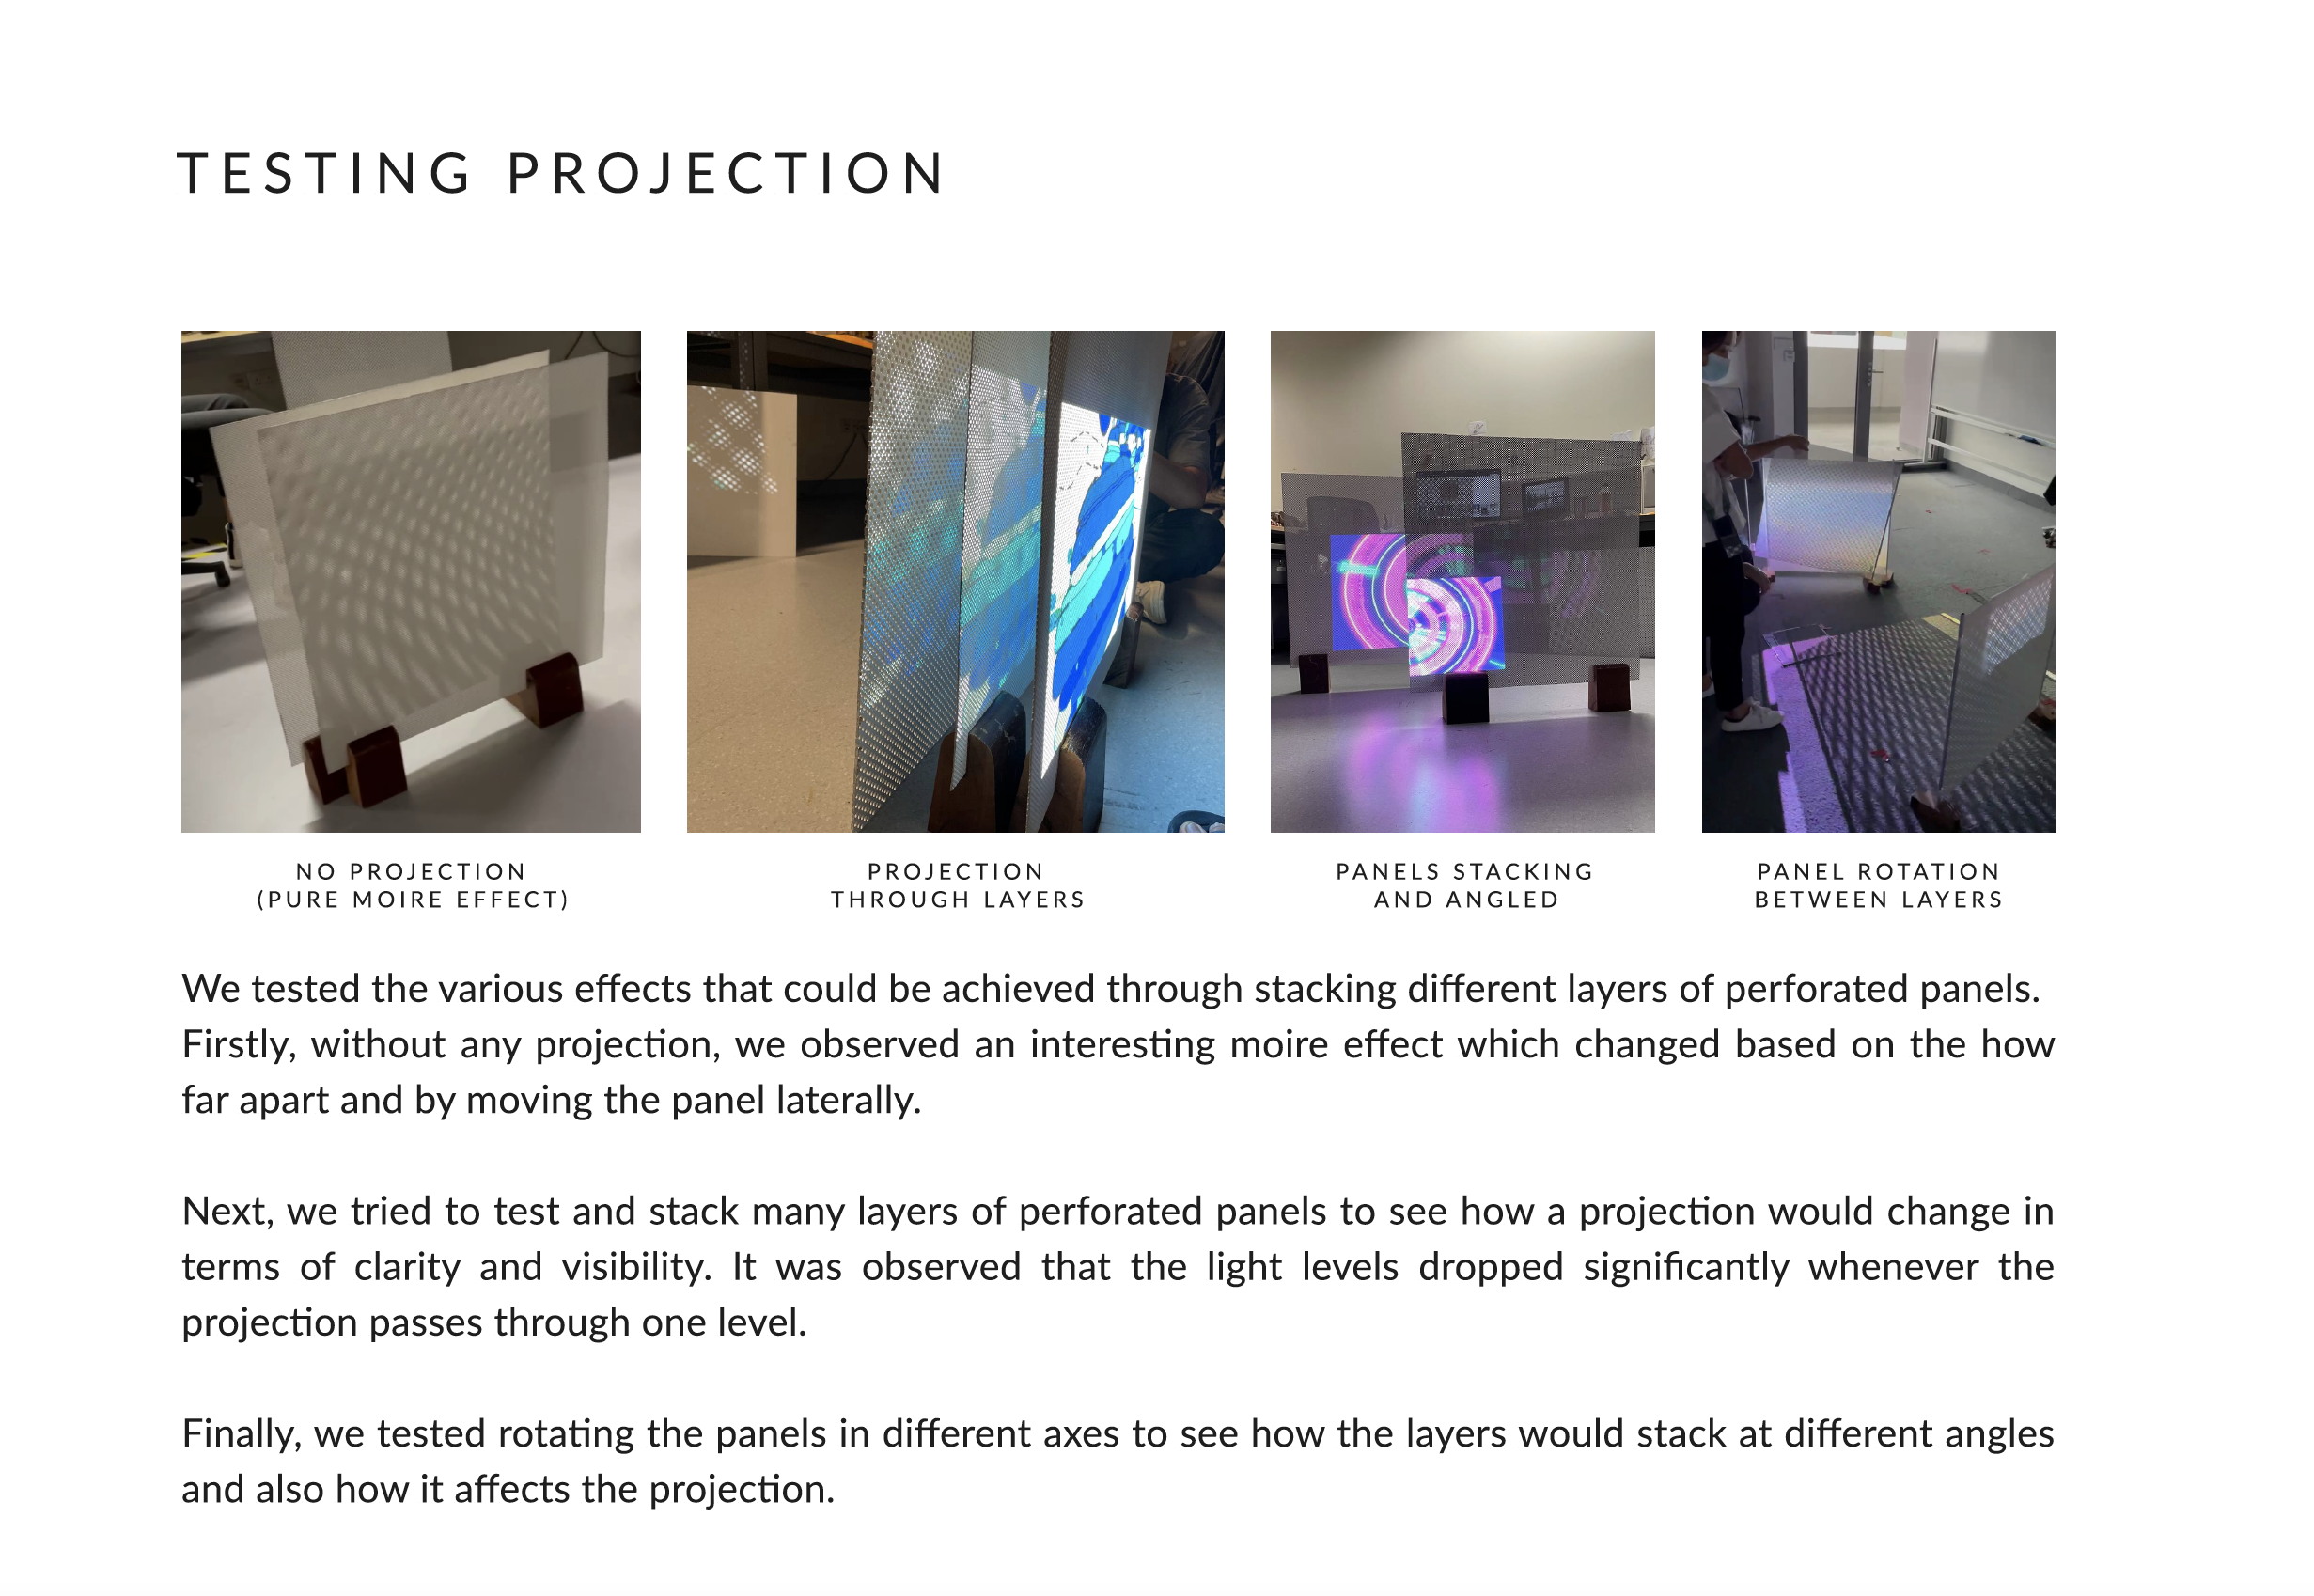 TESTING PROJECTION
NO PROJECTION
(PURE MOIRE EFFECT)
PROJECTION
THROUGH LAYERS
PANELS STACKING
AND ANGLED
PANEL ROTATION
BETWEEN LAYERS
We tested the various effects that could be achieved through stacking different layers of perforated panels.
Firstly, without any projection, we observed an interesting moire effect which changed based on the how
far apart and by moving the panel laterally.
Next, we tried to test and stack many layers of perforated panels to see how a projection would change in
terms of clarity and visibility. It was observed that the light levels dropped significantly whenever the
projection passes through one level.
Finally, we tested rotating the panels in different axes to see how the layers would stack at different angles
and also how it affects the projection.